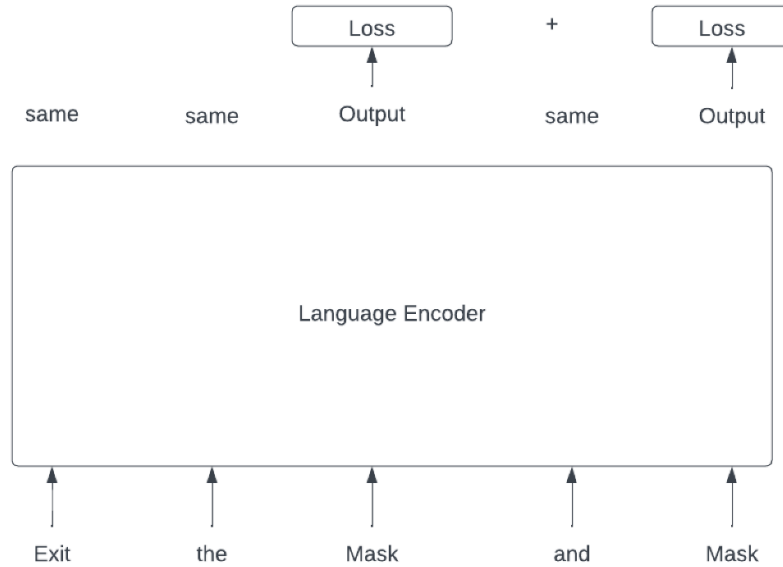 Loss + Loss
same same Output same Output
Language Encoder
Exit the Mask and Mask